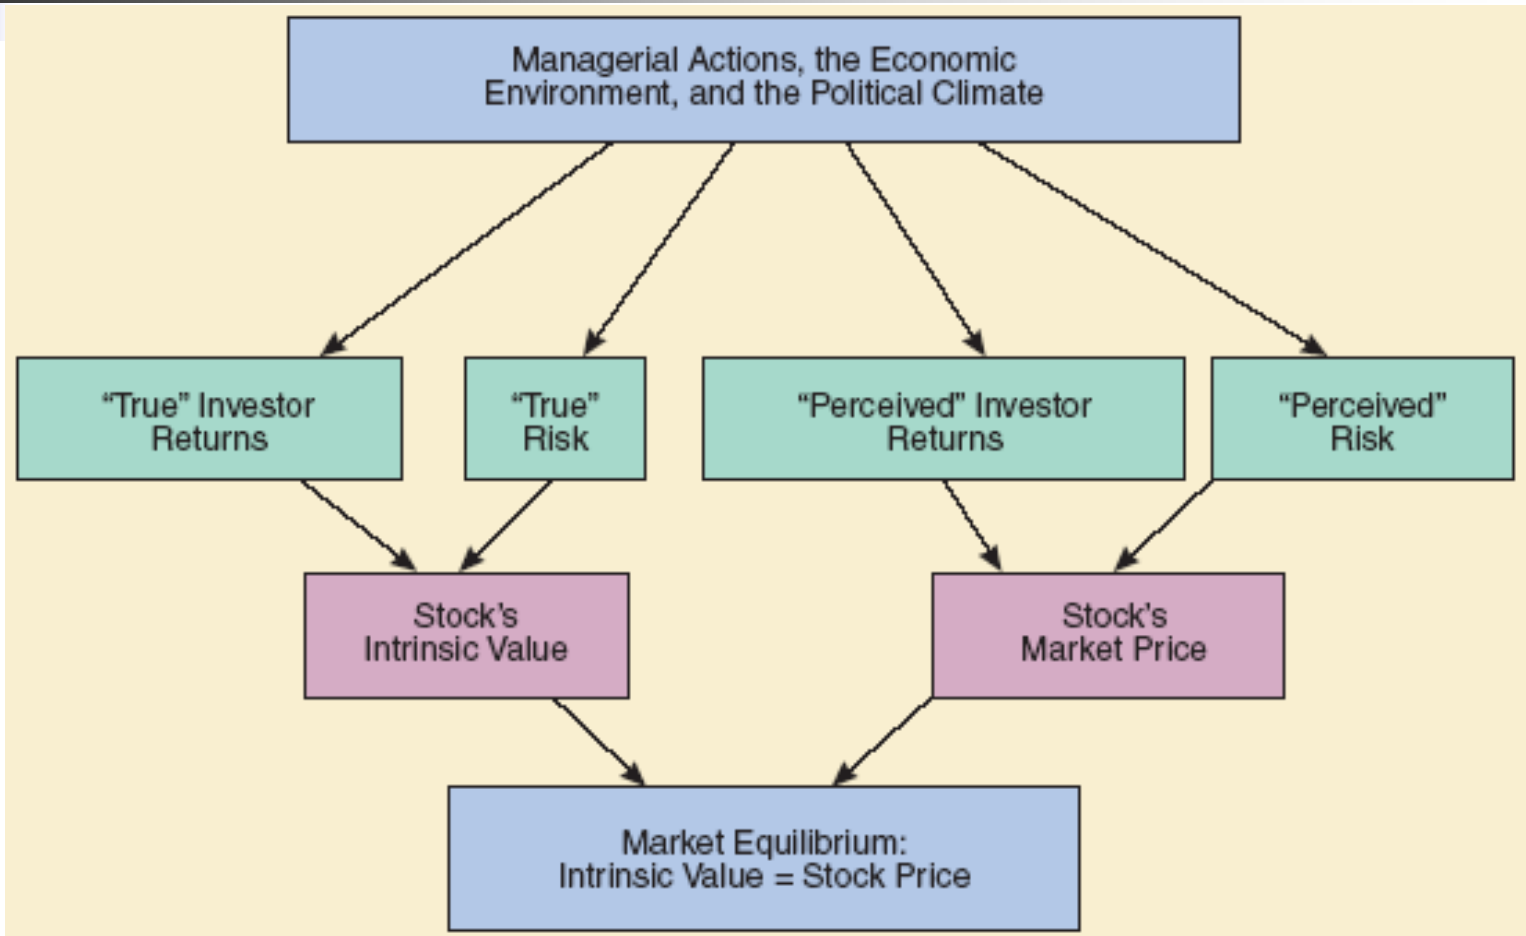 Managerial Actions, the Economic
Environment, and the Political Climate
“True” Investor
Returns
“True”
Risk
“Perceived” Investor
Returns
“Perceived”
Risk
Stock’s
Intrinsic Value
Stock’s
Market Price
Market Equilibrium:
Intrinsic Value = Stock Price